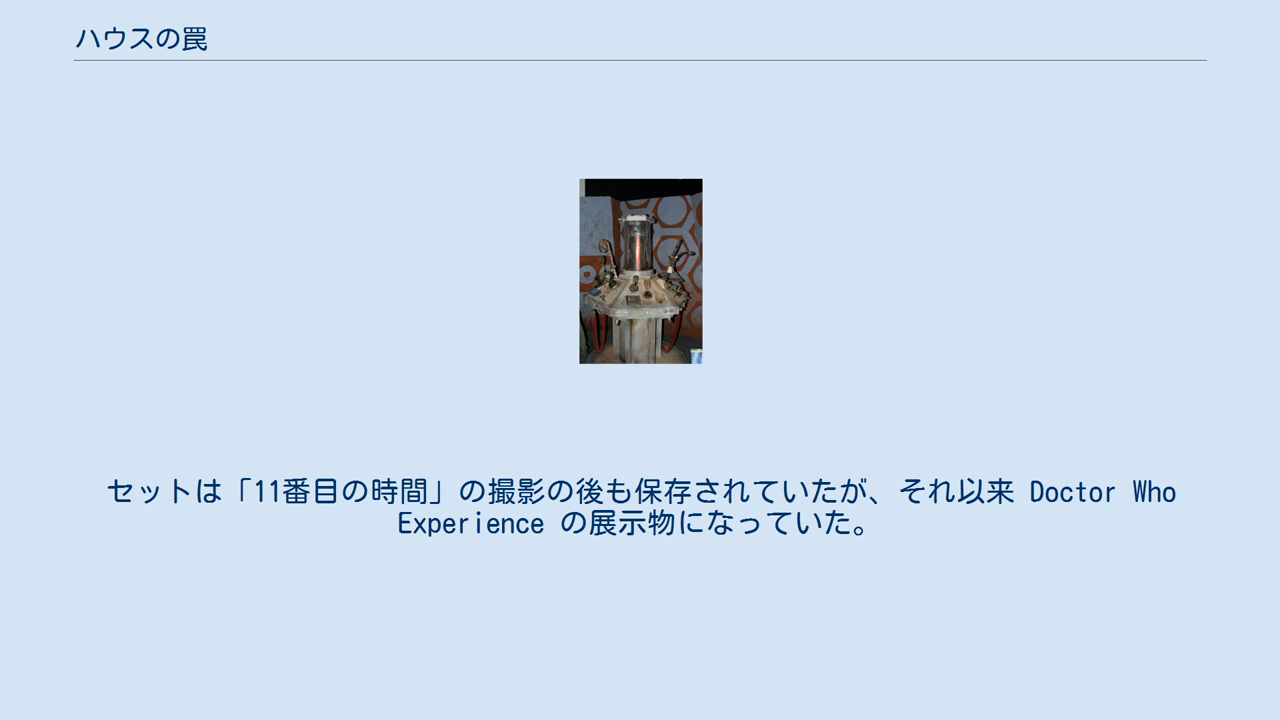 ハウスの罠
セットは「11番目の時間」の撮影の後も保存されていたが、それ以来 Doctor Who
Experience の展示物になっていた。